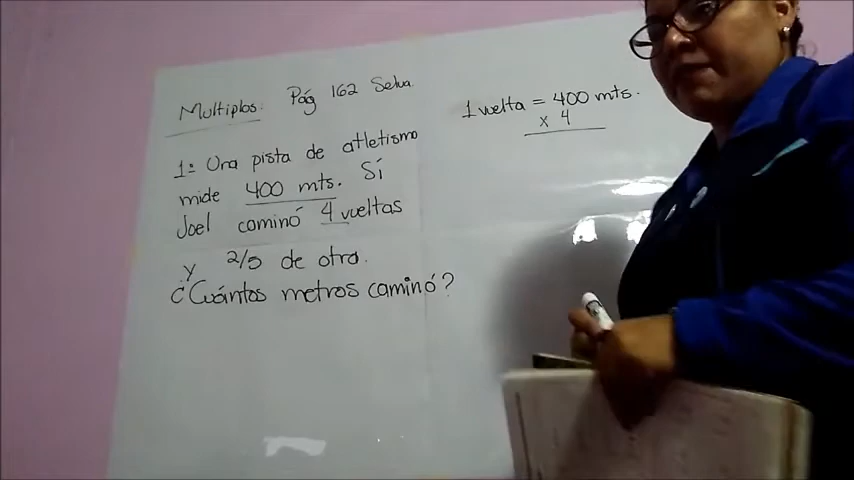 Multiplos. Pág 162 Selva
1= Una pista de atletismo
mide 400 mts. Sí
Joel caminó 4 vueltas
y 2/5 de otra.
¿Cuántos metros caminó?
1 vuelta = 400 mts.
x 4